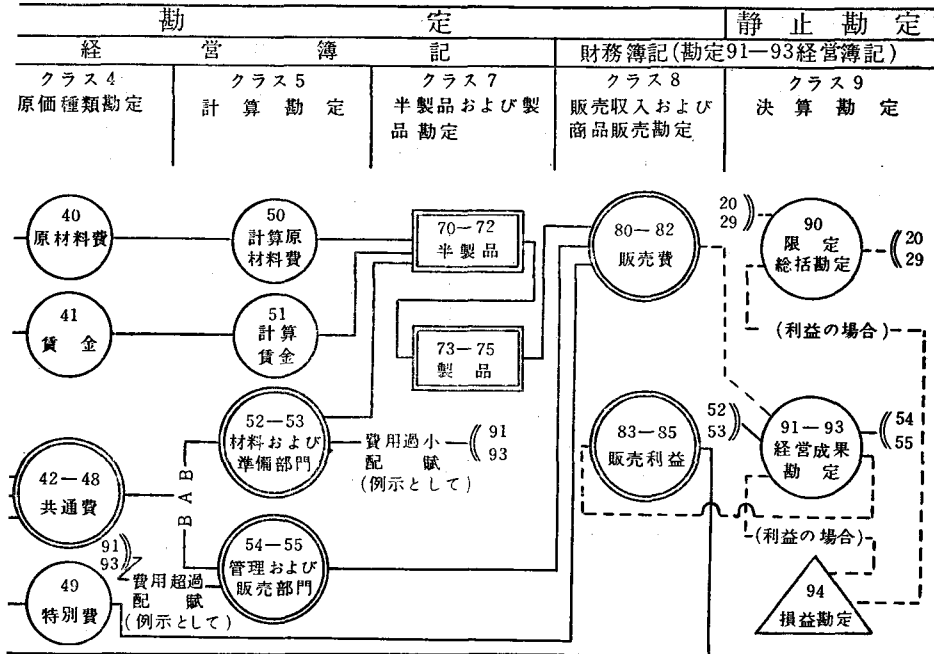 勘定
静止勘定
経営簿記
財務簿記(勘定91—93経営簿記)
クラス4
原価種類勘定
クラス5
計算勘定
クラス7
半製品および製
品勘定
クラス8
販売収入および
商品販売勘定
クラス9
決算勘定
40
原材料費
50
計算原
材料費
70—72
半製品
80—82
販売費
20
29
90
限定
総括勘定
20
29
41
賃金
51
計算
賃金
73—75
製品
(利益の場合)
42—48
共通費
BAB
52—53
材料および
準備部門
費用過小
配賦
(例示として)
91
93
83—85
販売利益
52
53
91—93
経営成果
勘定
54
55
91
93
費用超過
配賦
(例示として)
54—55
管理および
販売部門
(利益の場合)
49
特別費
94
損益勘定